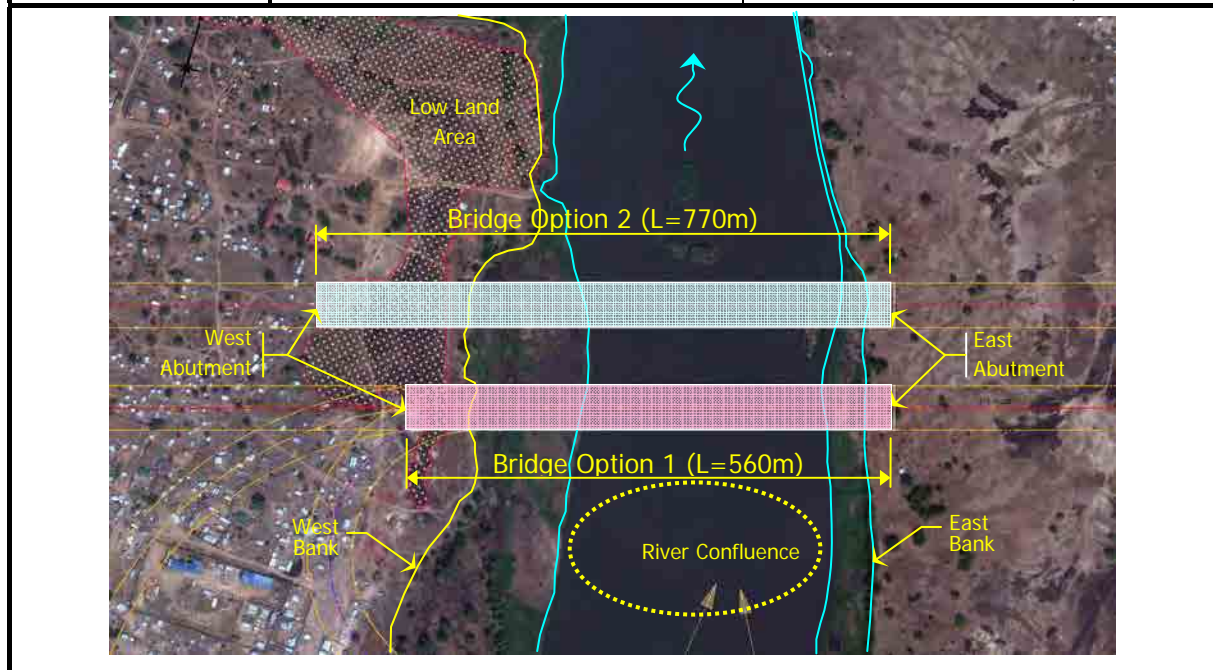 Low Land
Area
Bridge Option 2 (L=770m)
West
Abutment
East
Abutment
Bridge Option 1 (L=560m)
West
Bank
River Confluence
East
Bank